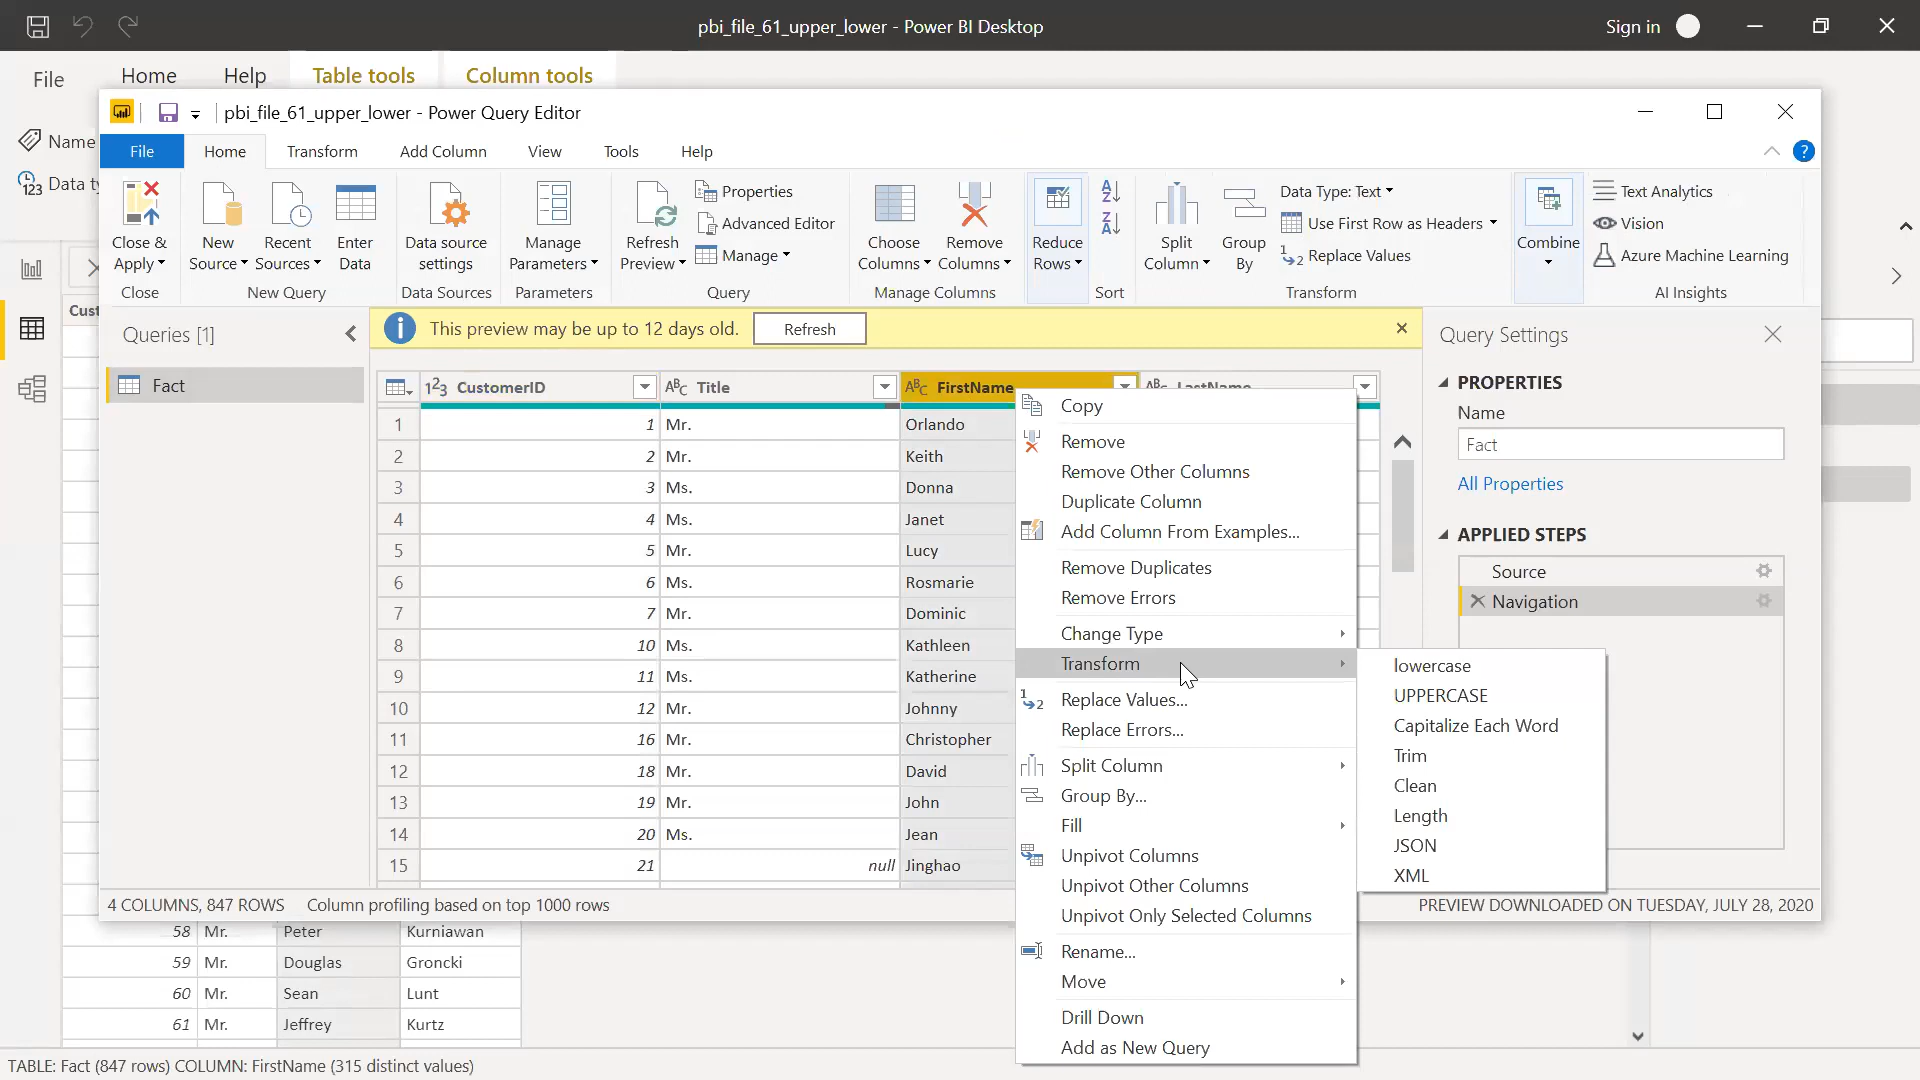 pbi_file_61_upper_lower - Power BI Desktop
Sign in
File Home Help Table tools Column tools
Name
pbi_file_61_upper_lower - Power Query Editor
File Home Transform Add Column View Tools Help
Close & Apply
Close
New Source
Recent Sources
Enter Data
New Query
Data source settings
Data Sources
Manage Parameters
Parameters
Refresh Preview
Properties
Advanced Editor
Manage
Query
Choose Columns
Remove Columns
Manage Columns
Reduce Rows
Sort
Split Column
Group By
Data Type: Text
Use First Row as Headers
Replace Values
Transform
Combine
Text Analytics
Vision
Azure Machine Learning
AI Insights
Data ty
Cust
Queries [1]
Fact
This preview may be up to 12 days old. Refresh
CustomerID Title FirstName LastName
1 1 Mr. Orlando
2 2 Mr. Keith
3 3 Ms. Donna
4 4 Ms. Janet
5 5 Mr. Lucy
6 6 Ms. Rosmarie
7 7 Mr. Dominic
8 10 Ms. Kathleen
9 11 Ms. Katherine
10 12 Mr. Johnny
11 16 Mr. Christopher
12 18 Mr. David
13 19 Mr. John
14 20 Ms. Jean
15 21 null Jinghao
Copy
Remove
Remove Other Columns
Duplicate Column
Add Column From Examples...
Remove Duplicates
Remove Errors
Change Type
Transform
Replace Values...
Replace Errors...
Split Column
Group By...
Fill
Unpivot Columns
Unpivot Other Columns
Unpivot Only Selected Columns
Rename...
Move
Drill Down
Add as New Query
lowercase
UPPERCASE
Capitalize Each Word
Trim
Clean
Length
JSON
XML
Query Settings
PROPERTIES
Name
Fact
All Properties
APPLIED STEPS
Source
Navigation
4 COLUMNS, 847 ROWS Column profiling based on top 1000 rows
PREVIEW DOWNLOADED ON TUESDAY, JULY 28, 2020
58 Mr. Peter Kurniawan
59 Mr. Douglas Groncki
60 Mr. Sean Lunt
61 Mr. Jeffrey Kurtz
TABLE: Fact (847 rows) COLUMN: FirstName (315 distinct values)